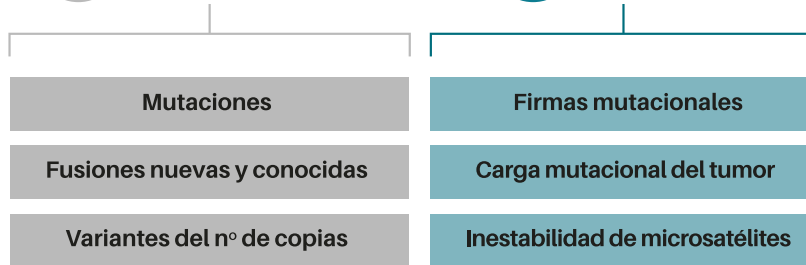 Mutaciones
Fusiones nuevas y conocidas
Variantes del nº de copias
Firmas mutacionales
Carga mutacional del tumor
Inestabilidad de microsatélites